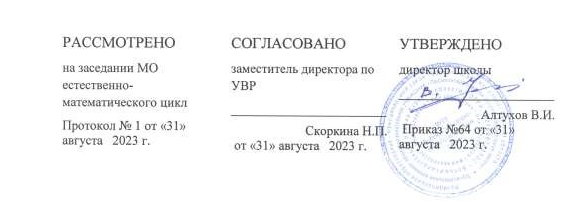 РАССМОТРЕНО
на заседании МО
естественно-
математического цикл
Протокол № 1 от «31»
августа 2023 г.
СОГЛАСОВАНО
заместитель директора по
УВР
Скоркина Н.П.
от «31» августа 2023 г.
УТВЕРЖДЕНО
директор школы
Алтухов В.И.
Приказ №64 от «31»
августа 2023 г.